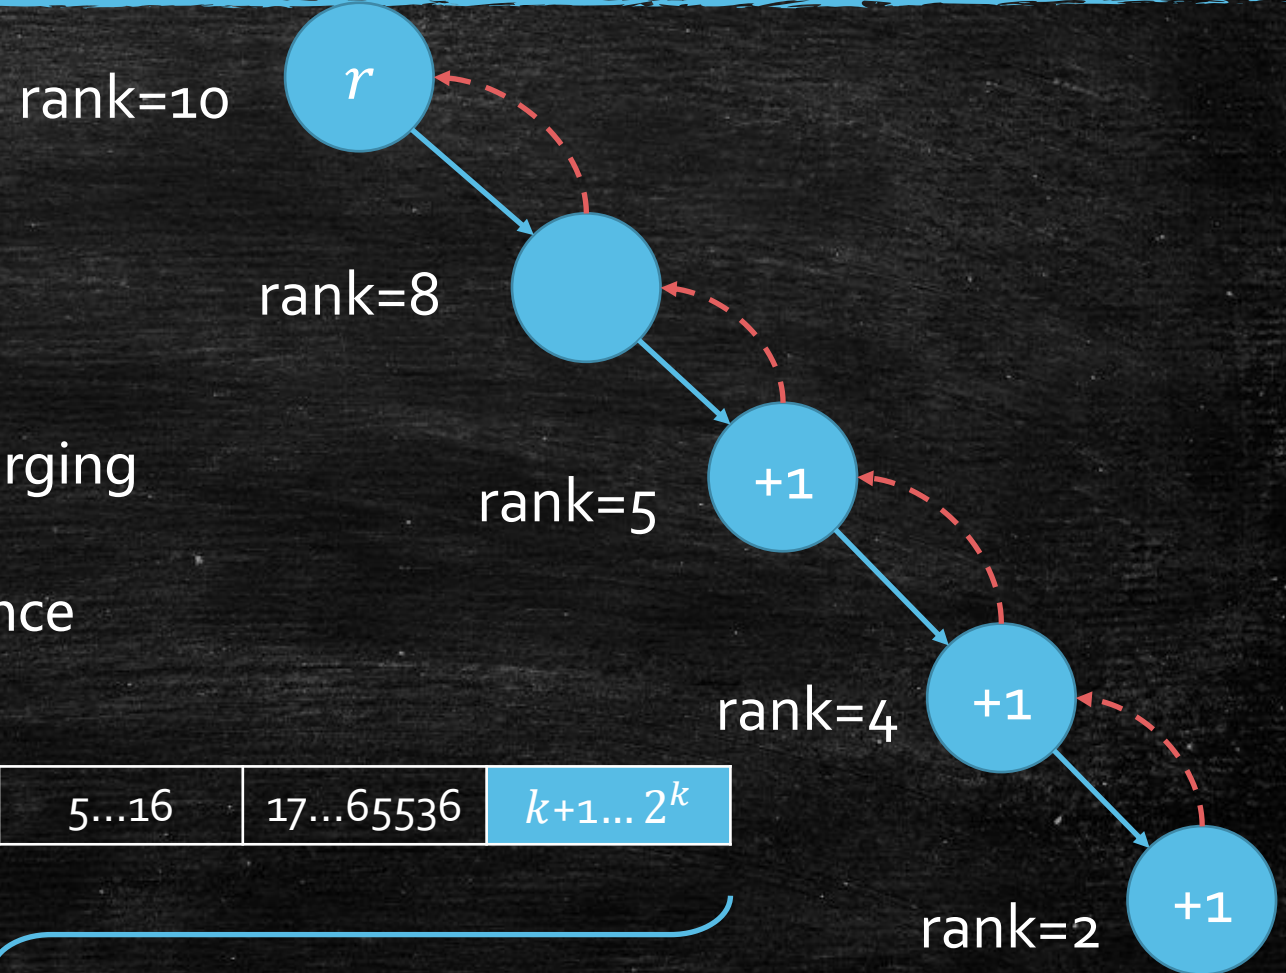 r
rank=10
rank=8
rging
+1
rank=5
nce
+1
rank=4
5...16 17...65536 k+1... 2^k
+1
rank=2